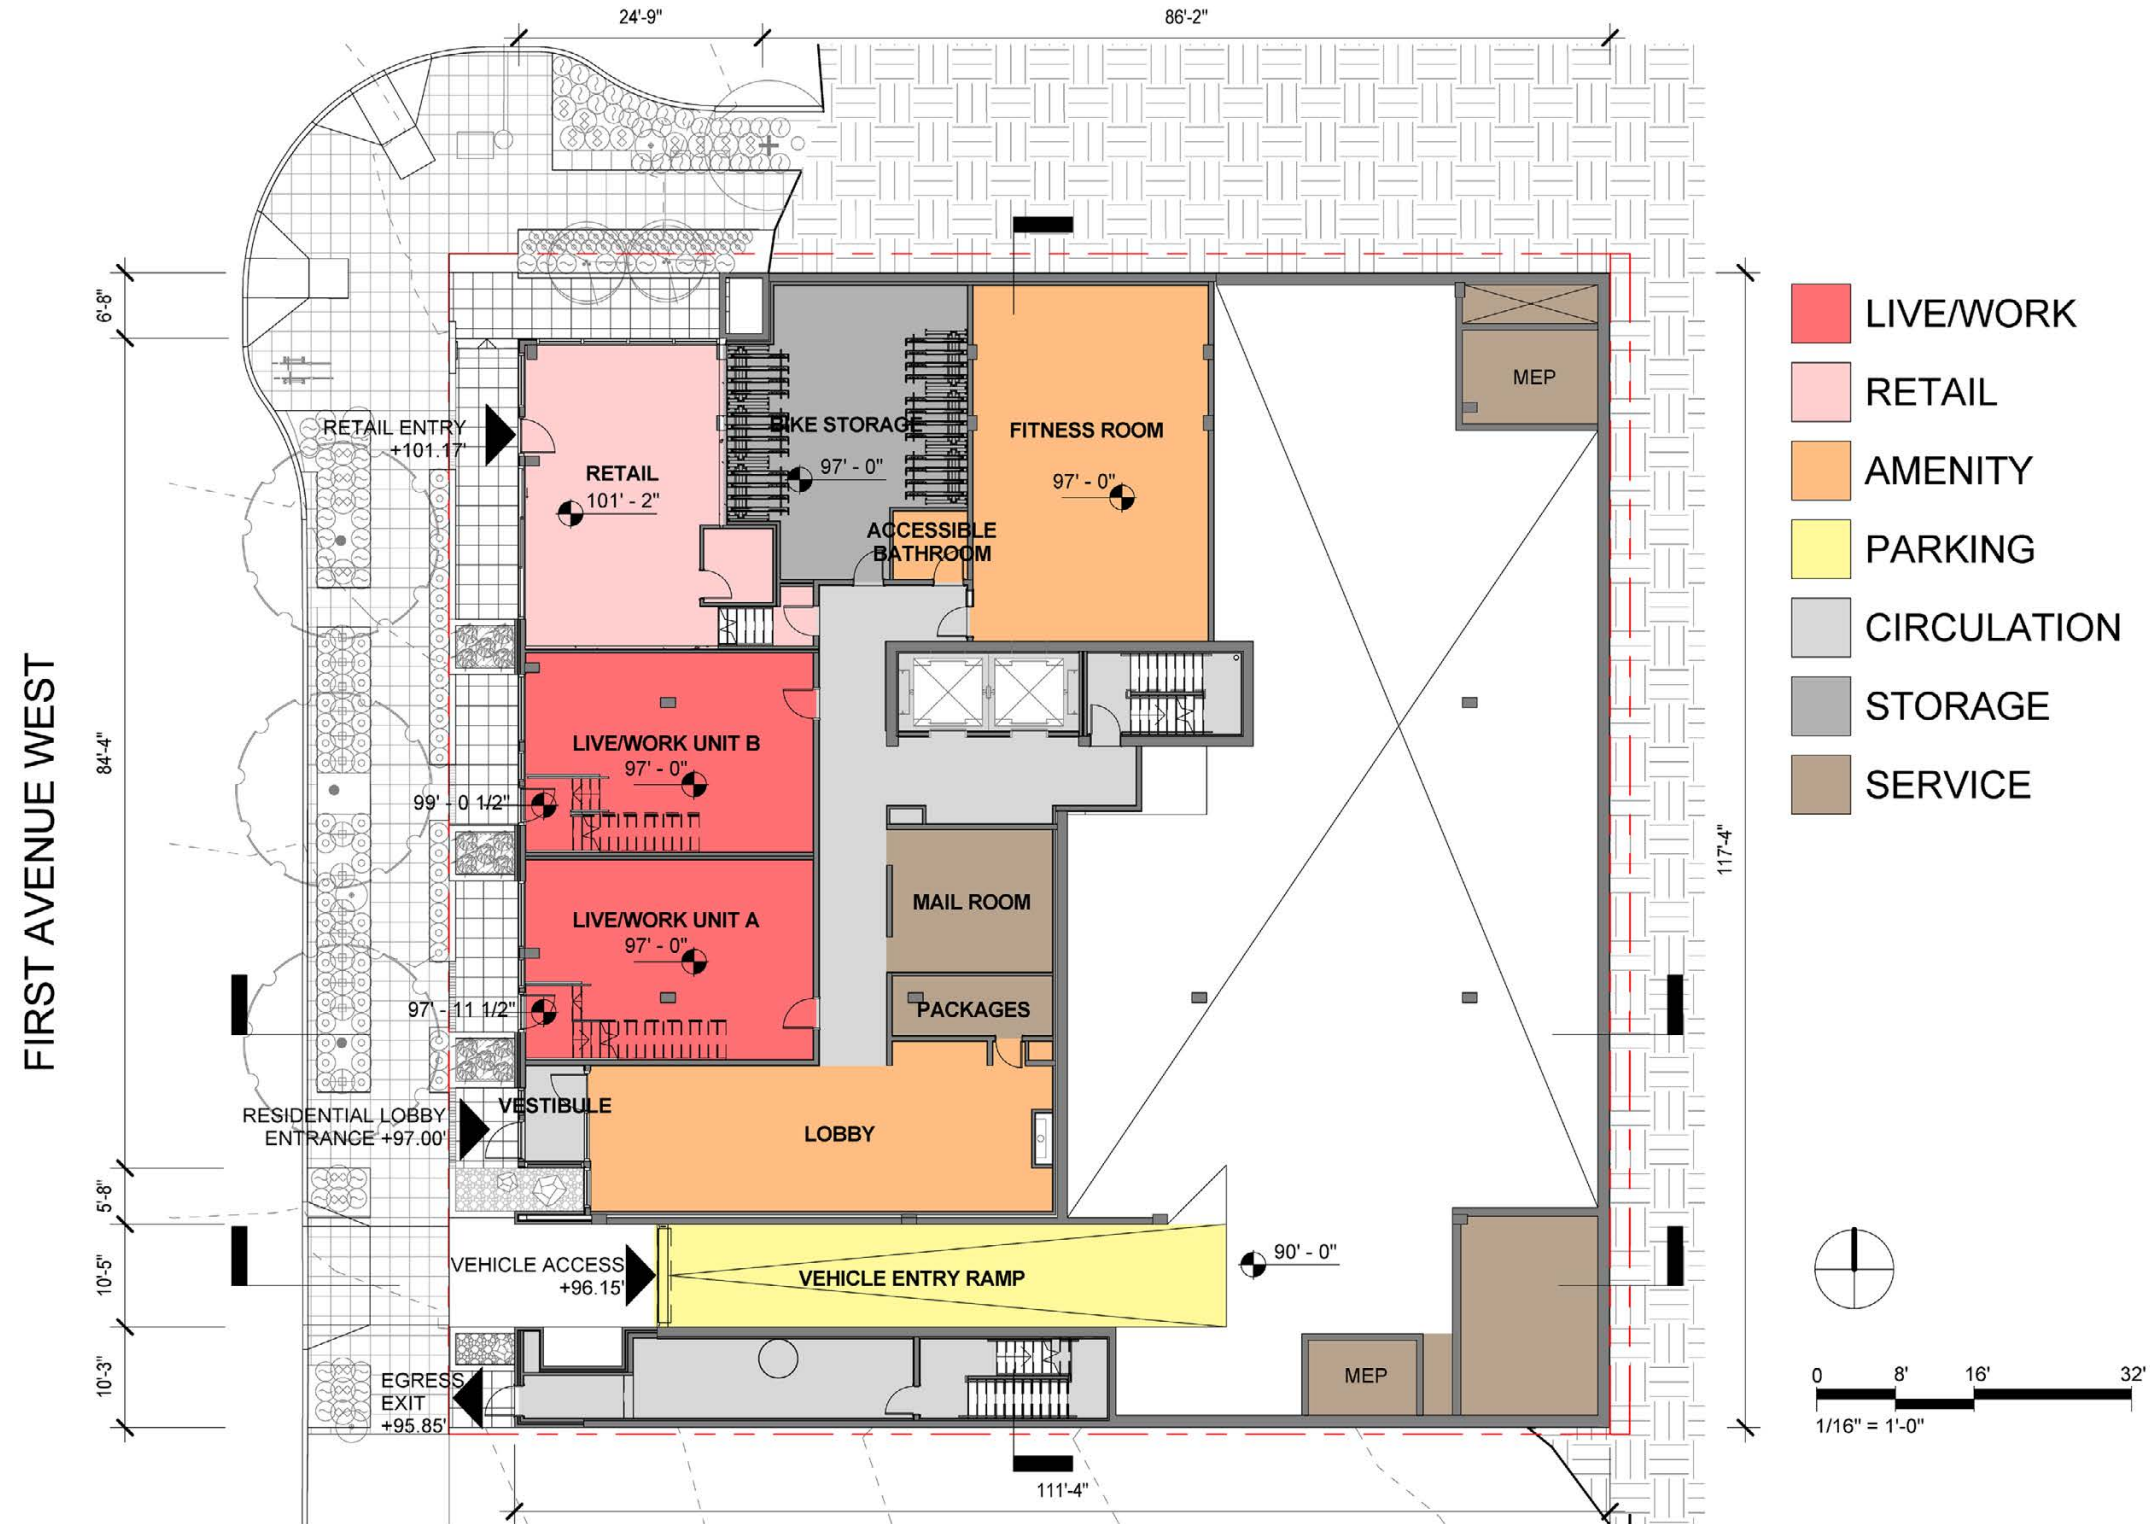 24'-9"
86'-2"
6'-8"
84'-4"
5'-8"
10'-5"
10'-3"
117'-4"
111'-4"
FIRST AVENUE WEST
RETAIL ENTRY
+101.17'
RETAIL
101' - 2"
BIKE STORAGE
97' - 0"
FITNESS ROOM
97' - 0"
ACCESSIBLE
BATHROOM
MEP
LIVE/WORK UNIT B
97' - 0"
99' - 0 1/2"
LIVE/WORK UNIT A
97' - 0"
97' - 11 1/2"
MAIL ROOM
PACKAGES
VESTIBULE
RESIDENTIAL LOBBY
ENTRANCE +97.00'
LOBBY
VEHICLE ACCESS
+96.15'
VEHICLE ENTRY RAMP
90' - 0"
EGRESS
EXIT
+95.85'
MEP
LIVE/WORK
RETAIL
AMENITY
PARKING
CIRCULATION
STORAGE
SERVICE
0 8' 16' 32'
1/16" = 1'-0"